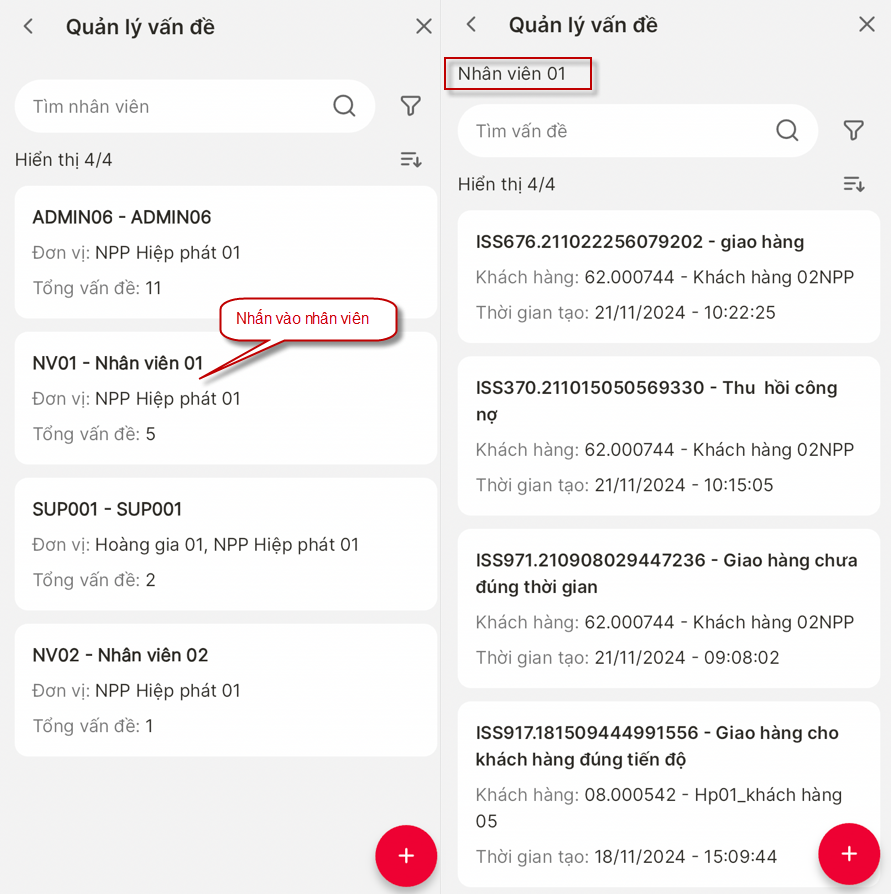 Quản lý vấn đề
Tìm nhân viên
Hiển thị 4/4
ADMIN06 - ADMIN06
Đơn vị: NPP Hiệp phát 01
Tổng vấn đề: 11
Nhấn vào nhân viên
NV01 - Nhân viên 01
Đơn vị: NPP Hiệp phát 01
Tổng vấn đề: 5
SUP001 - SUP001
Đơn vị: Hoàng gia 01, NPP Hiệp phát 01
Tổng vấn đề: 2
NV02 - Nhân viên 02
Đơn vị: NPP Hiệp phát 01
Tổng vấn đề: 1
Quản lý vấn đề
Nhân viên 01
Tìm vấn đề
Hiển thị 4/4
ISS676.211022256079202 - giao hàng
Khách hàng: 62.000744 - Khách hàng 02NPP
Thời gian tạo: 21/11/2024 - 10:22:25
ISS370.211015050569330 - Thu  hồi công
nợ
Khách hàng: 62.000744 - Khách hàng 02NPP
Thời gian tạo: 21/11/2024 - 10:15:05
ISS971.210908029447236 - Giao hàng chưa
đúng thời gian
Khách hàng: 62.000744 - Khách hàng 02NPP
Thời gian tạo: 21/11/2024 - 09:08:02
ISS917.181509444991556 - Giao hàng cho
khách hàng đúng tiến độ
Khách hàng: 08.000542 - Hp01_khách hàng
05
Thời gian tạo: 18/11/2024 - 15:09:44